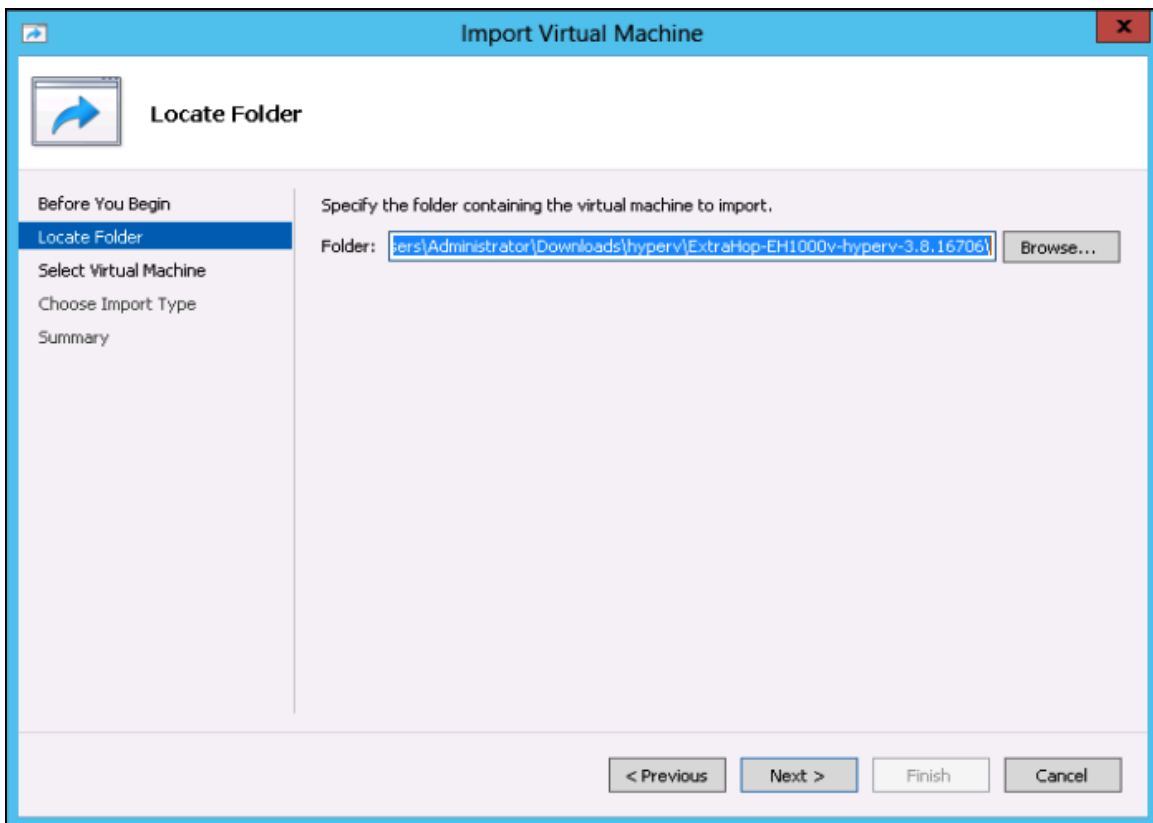 Import Virtual Machine
x
Locate Folder
Before You Begin
Locate Folder
Select Virtual Machine
Choose Import Type
Summary
Specify the folder containing the virtual machine to import.
Folder: sers\Administrator\Downloads\hyperv\ExtraHop-EH1000v-hyperv-3.8.16706\ Browse...
< Previous Next > Finish Cancel